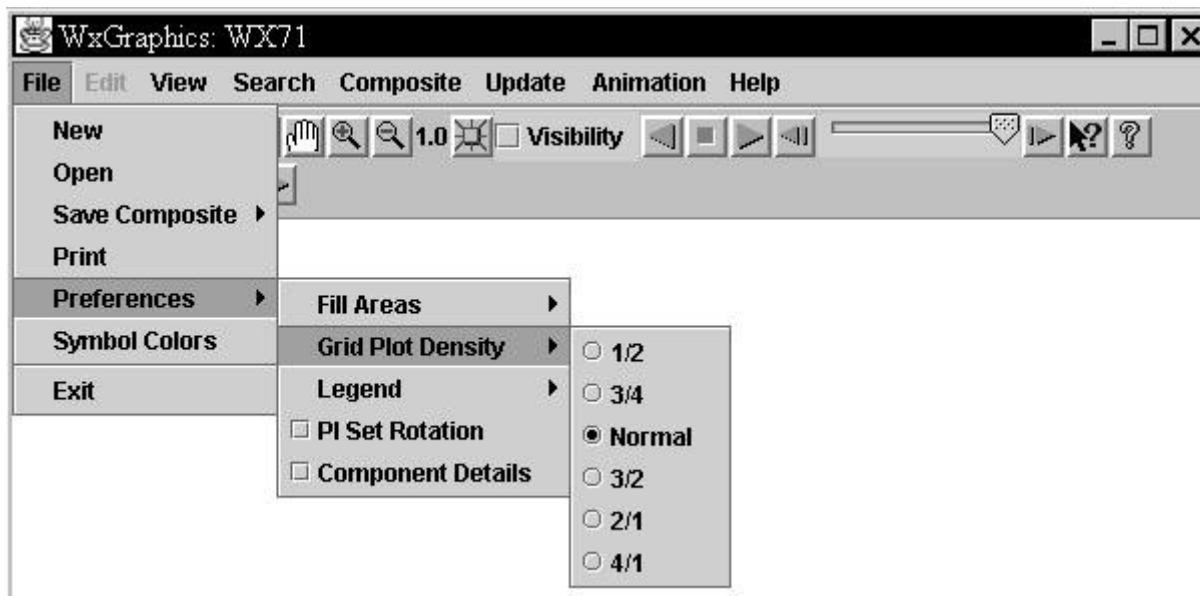 WxGraphics: WX71
File Edit View Search Composite Update Animation Help
1.0 Visibility ? ?
New
Open
Save Composite
Print
Preferences
Symbol Colors
Exit
Fill Areas
Grid Plot Density
Legend
PI Set Rotation
Component Details
1/2
3/4
Normal
3/2
2/1
4/1